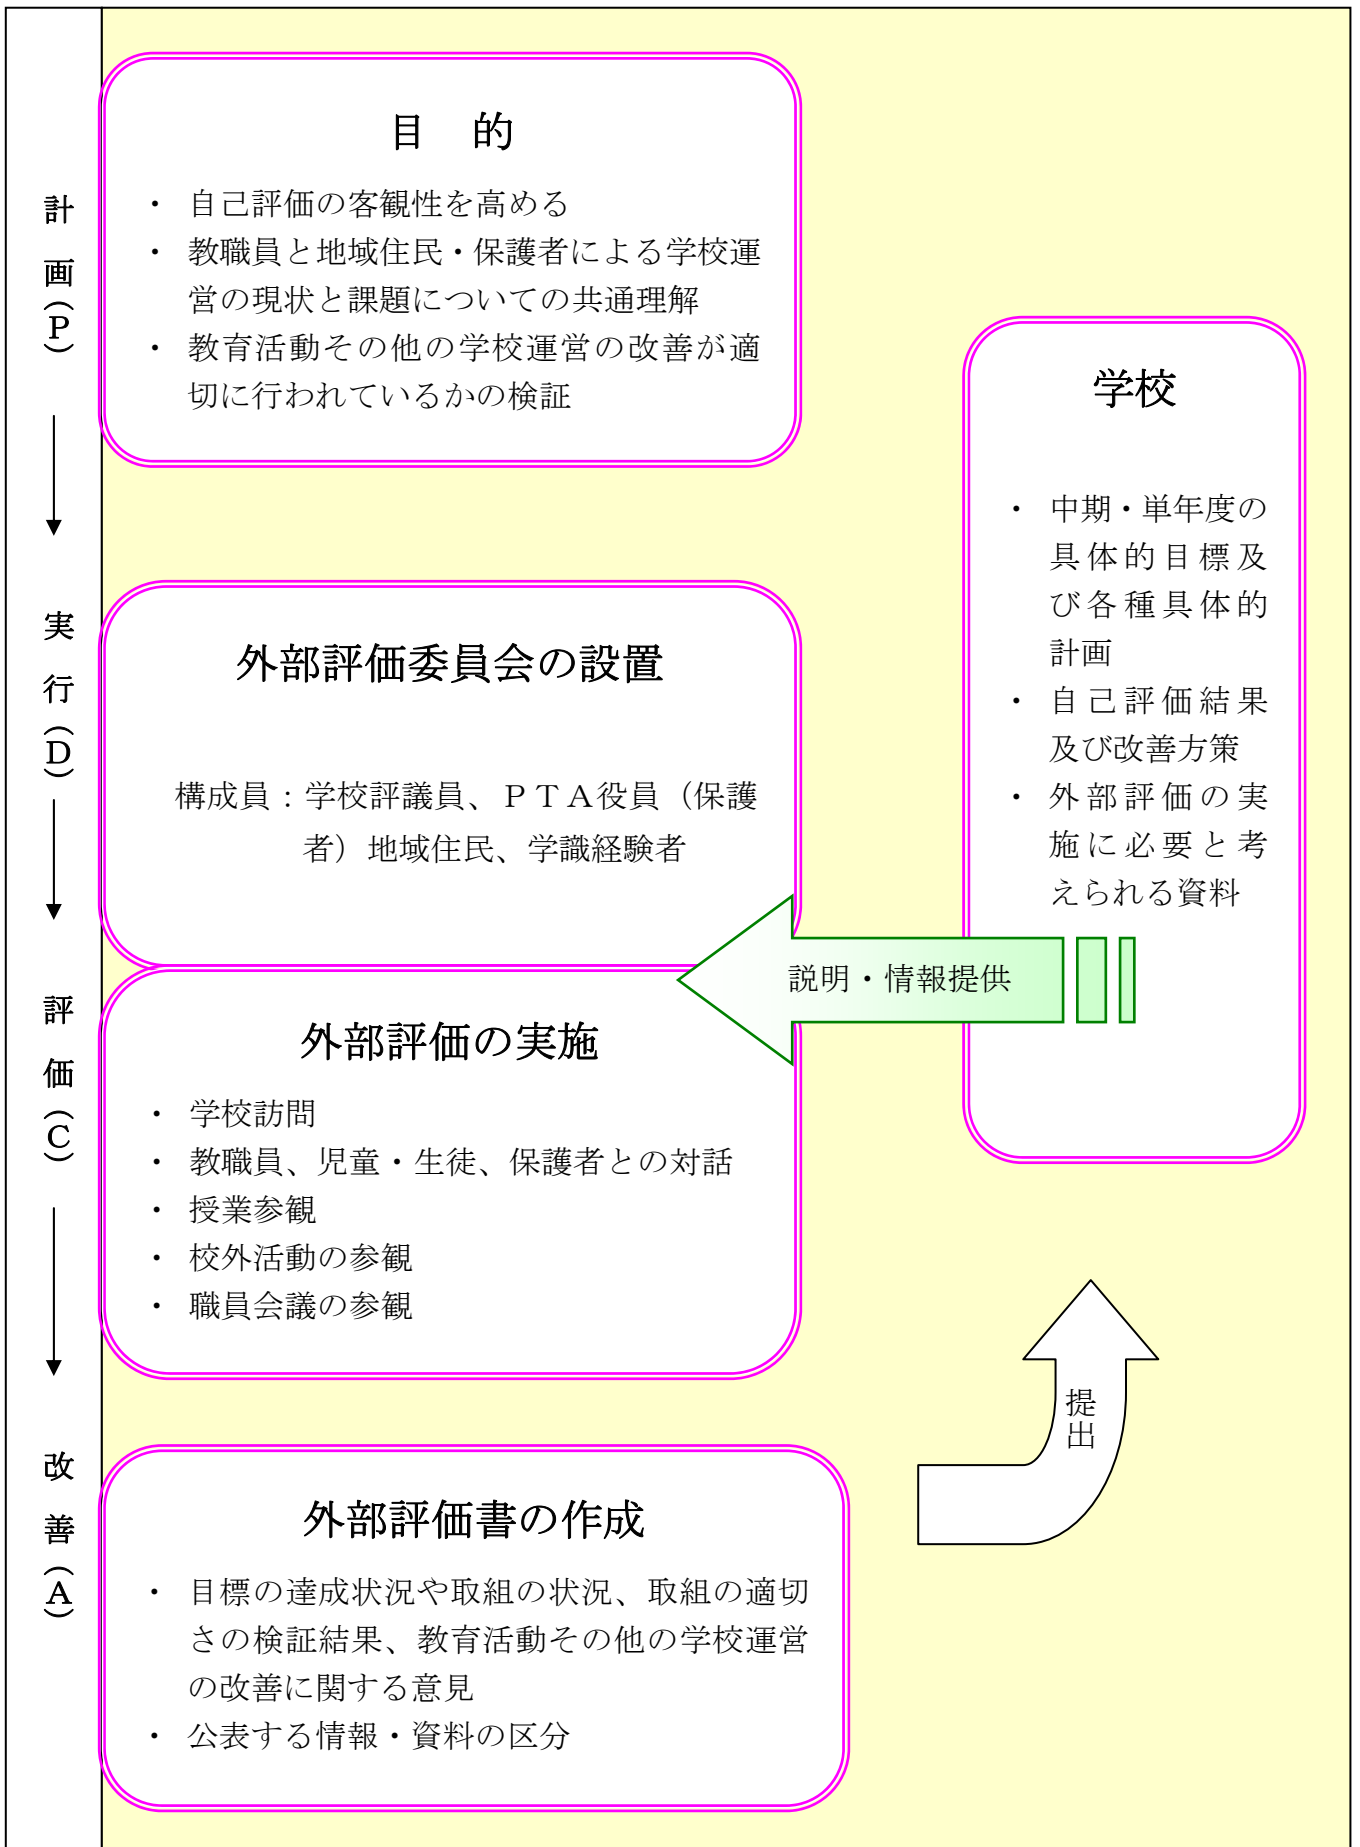 計画(P)
実行(D)
評価(C)
改善(A)
目　的
・ 自己評価の客観性を高める
・ 教職員と地域住民・保護者による学校運
営の現状と課題についての共通理解
・ 教育活動その他の学校運営の改善が適
切に行われているかの検証
外部評価委員会の設置
構成員：学校評議員、ＰＴＡ役員（保護
者）地域住民、学識経験者
学校
・ 中期・単年度の
具体的目標及
び各種具体的
計画
・ 自己評価結果
及び改善方策
・ 外部評価の実
施に必要と考
えられる資料
説明・情報提供
外部評価の実施
・ 学校訪問
・ 教職員、児童・生徒、保護者との対話
・ 授業参観
・ 校外活動の参観
・ 職員会議の参観
提出
外部評価書の作成
・ 目標の達成状況や取組の状況、取組の適切
さの検証結果、教育活動その他の学校運営
の改善に関する意見
・ 公表する情報・資料の区分